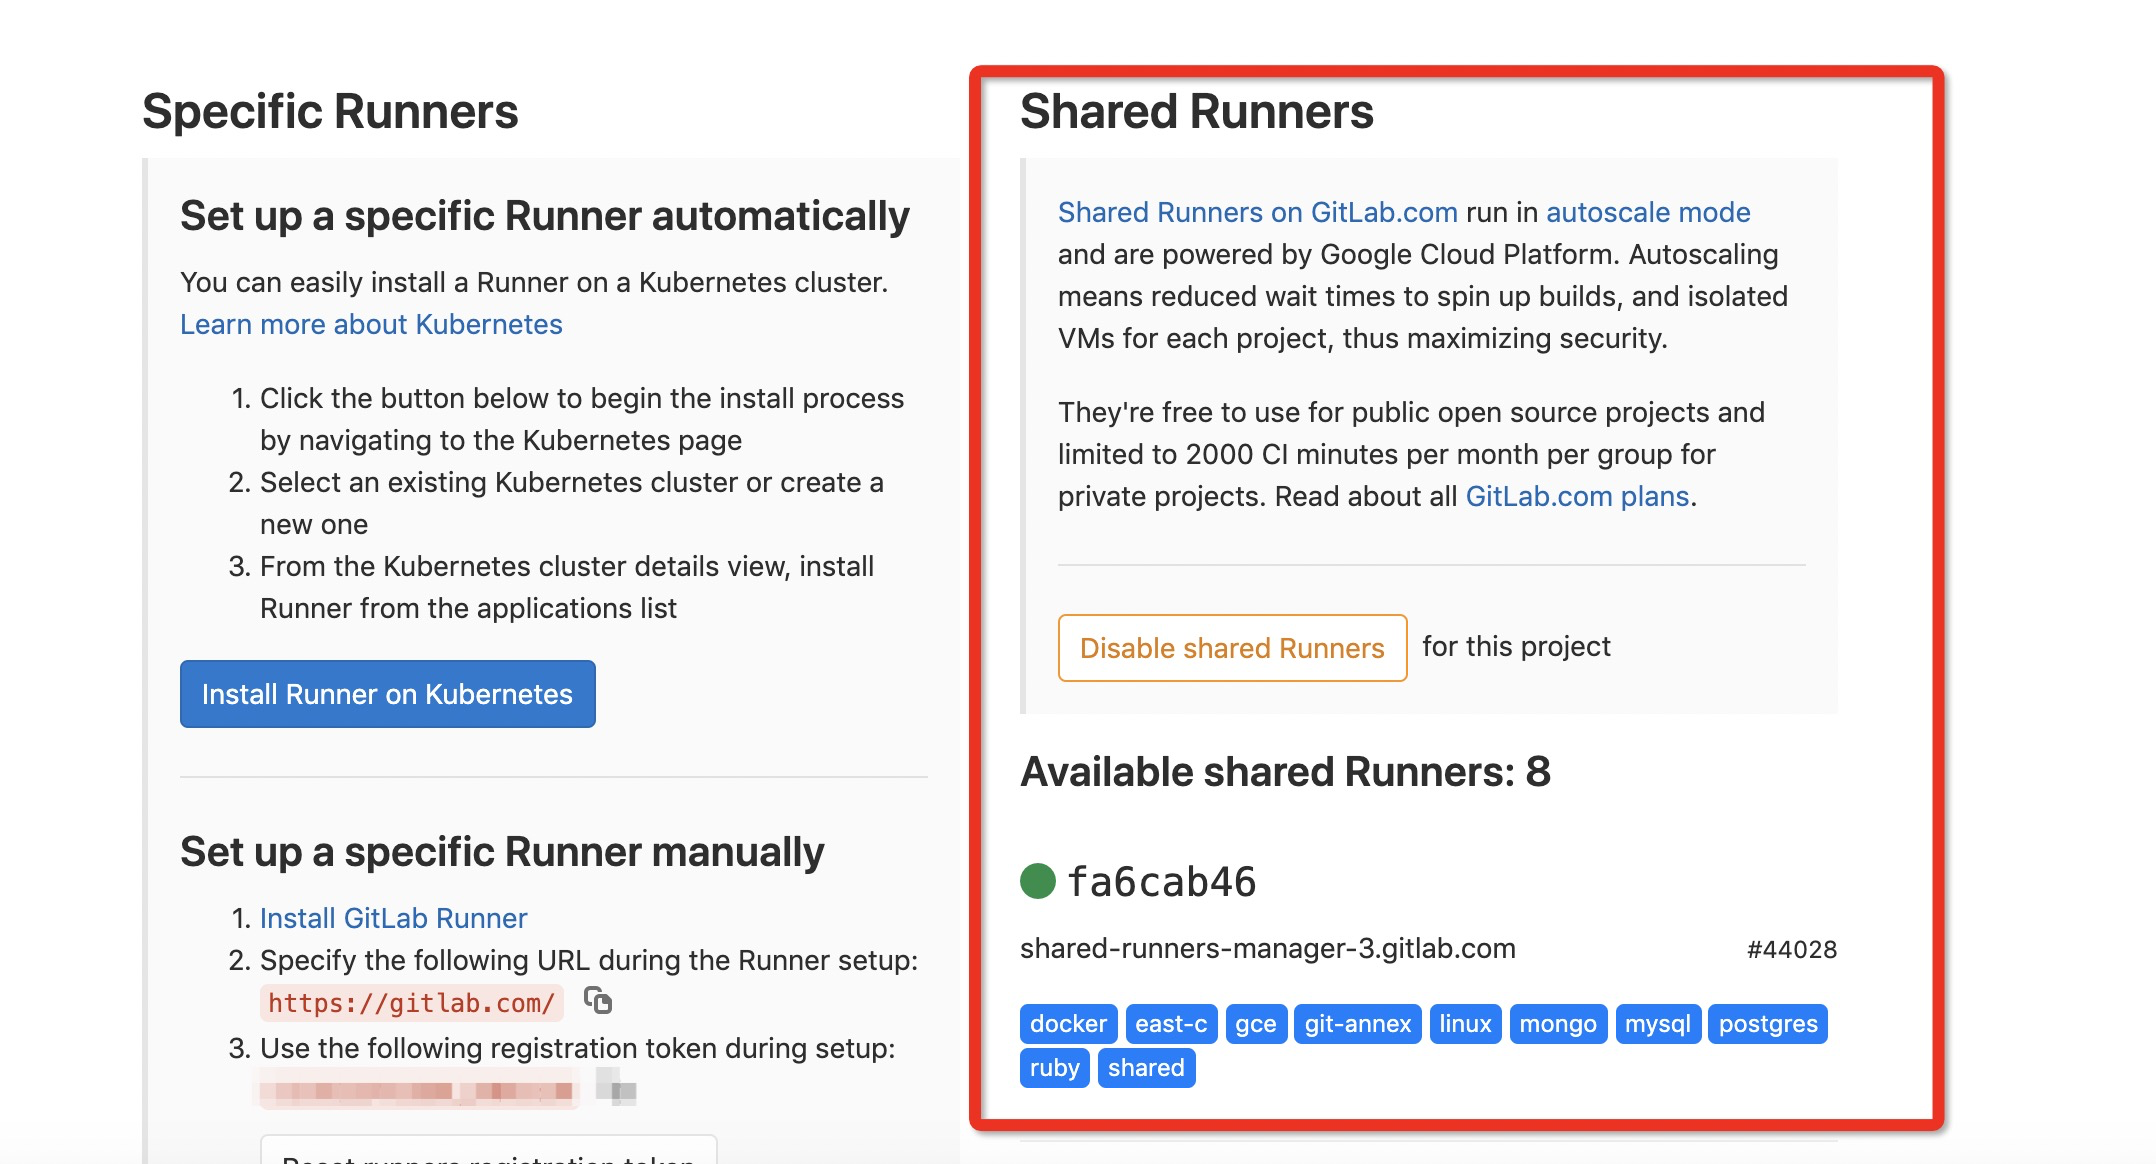 Specific Runners
Set up a specific Runner automatically
You can easily install a Runner on a Kubernetes cluster.
Learn more about Kubernetes
1. Click the button below to begin the install process
by navigating to the Kubernetes page
2. Select an existing Kubernetes cluster or create a
new one
3. From the Kubernetes cluster details view, install
Runner from the applications list
Install Runner on Kubernetes
Set up a specific Runner manually
1. Install GitLab Runner
2. Specify the following URL during the Runner setup:
https://gitlab.com/
3. Use the following registration token during setup:
Reset runners registration token
Shared Runners
Shared Runners on GitLab.com run in autoscale mode
and are powered by Google Cloud Platform. Autoscaling
means reduced wait times to spin up builds, and isolated
VMs for each project, thus maximizing security.
They're free to use for public open source projects and
limited to 2000 CI minutes per month per group for
private projects. Read about all GitLab.com plans.
Disable shared Runners for this project
Available shared Runners: 8
fa6cab46
shared-runners-manager-3.gitlab.com #44028
docker east-c gce git-annex linux mongo mysql postgres
ruby shared